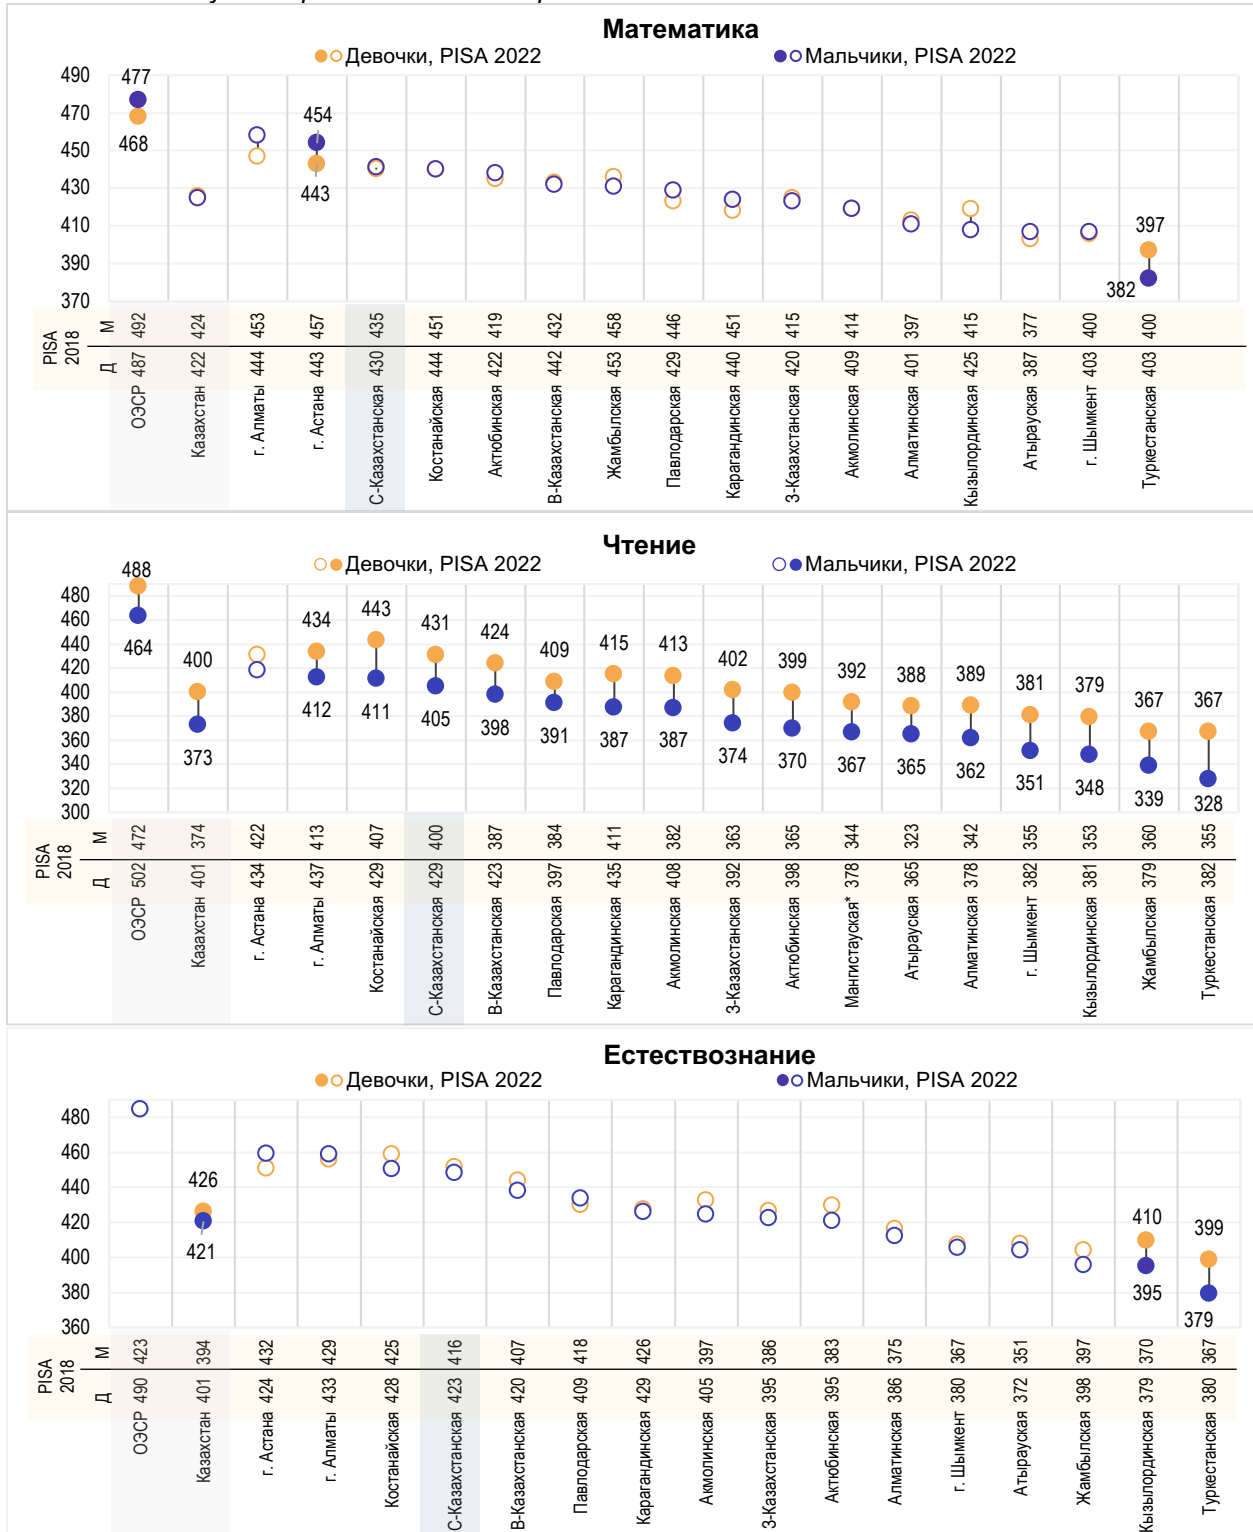 Математика
Девочки, PISA 2022 Мальчики, PISA 2022
490
470
450
430
410
390
370
477
468
454
443
397
382
PISA 2018
М 492 424 453 457 435 451 419 432 458 446 451 415 414 397 415 377 400 400
Д 487 422 444 443 430 444 422 442 453 429 440 420 409 401 425 387 403 403
ОЭСР
Казахстан
г. Алматы
г. Астана
С-Казахстанская
Костанайская
Актюбинская
В-Казахстанская
Жамбылская
Павлодарская
Карагандинская
З-Казахстанская
Акмолинская
Алматинская
Кызылординская
Атырауская
г. Шымкент
Туркестанская
Чтение
Девочки, PISA 2022 Мальчики, PISA 2022
480
460
440
420
400
380
360
340
320
300
488 400 434 443 431 424 409 415 413 402 399 392 388 389 381 379 367 367
464 373 412 411 405 398 391 387 387 374 370 367 365 362 351 348 339 328
PISA 2018
М 472 374 422 413 407 400 387 384 411 382 363 365 344 323 342 355 353 360 355
Д 502 401 434 437 429 429 423 397 435 408 392 398 378 365 378 382 381 379 382
ОЭСР
Казахстан
г. Астана
г. Алматы
Костанайская
С-Казахстанская
В-Казахстанская
Павлодарская
Карагандинская
Акмолинская
З-Казахстанская
Актюбинская
Мангистауская*
Атырауская
Алматинская
г. Шымкент
Кызылординская
Жамбылская
Туркестанская
Естествознание
Девочки, PISA 2022 Мальчики, PISA 2022
480
460
440
420
400
380
360
426
421
410
395
399
379
PISA 2018
М 423 394 432 429 425 416 407 418 426 397 386 383 375 367 351 397 370 367
Д 490 401 424 433 428 423 420 409 429 405 395 395 386 380 372 398 379 380
ОЭСР
Казахстан
г. Астана
г. Алматы
Костанайская
С-Казахстанская
В-Казахстанская
Павлодарская
Карагандинская
Акмолинская
З-Казахстанская
Актюбинская
Алматинская
г. Шымкент
Атырауская
Жамбылская
Кызылординская
Туркестанская